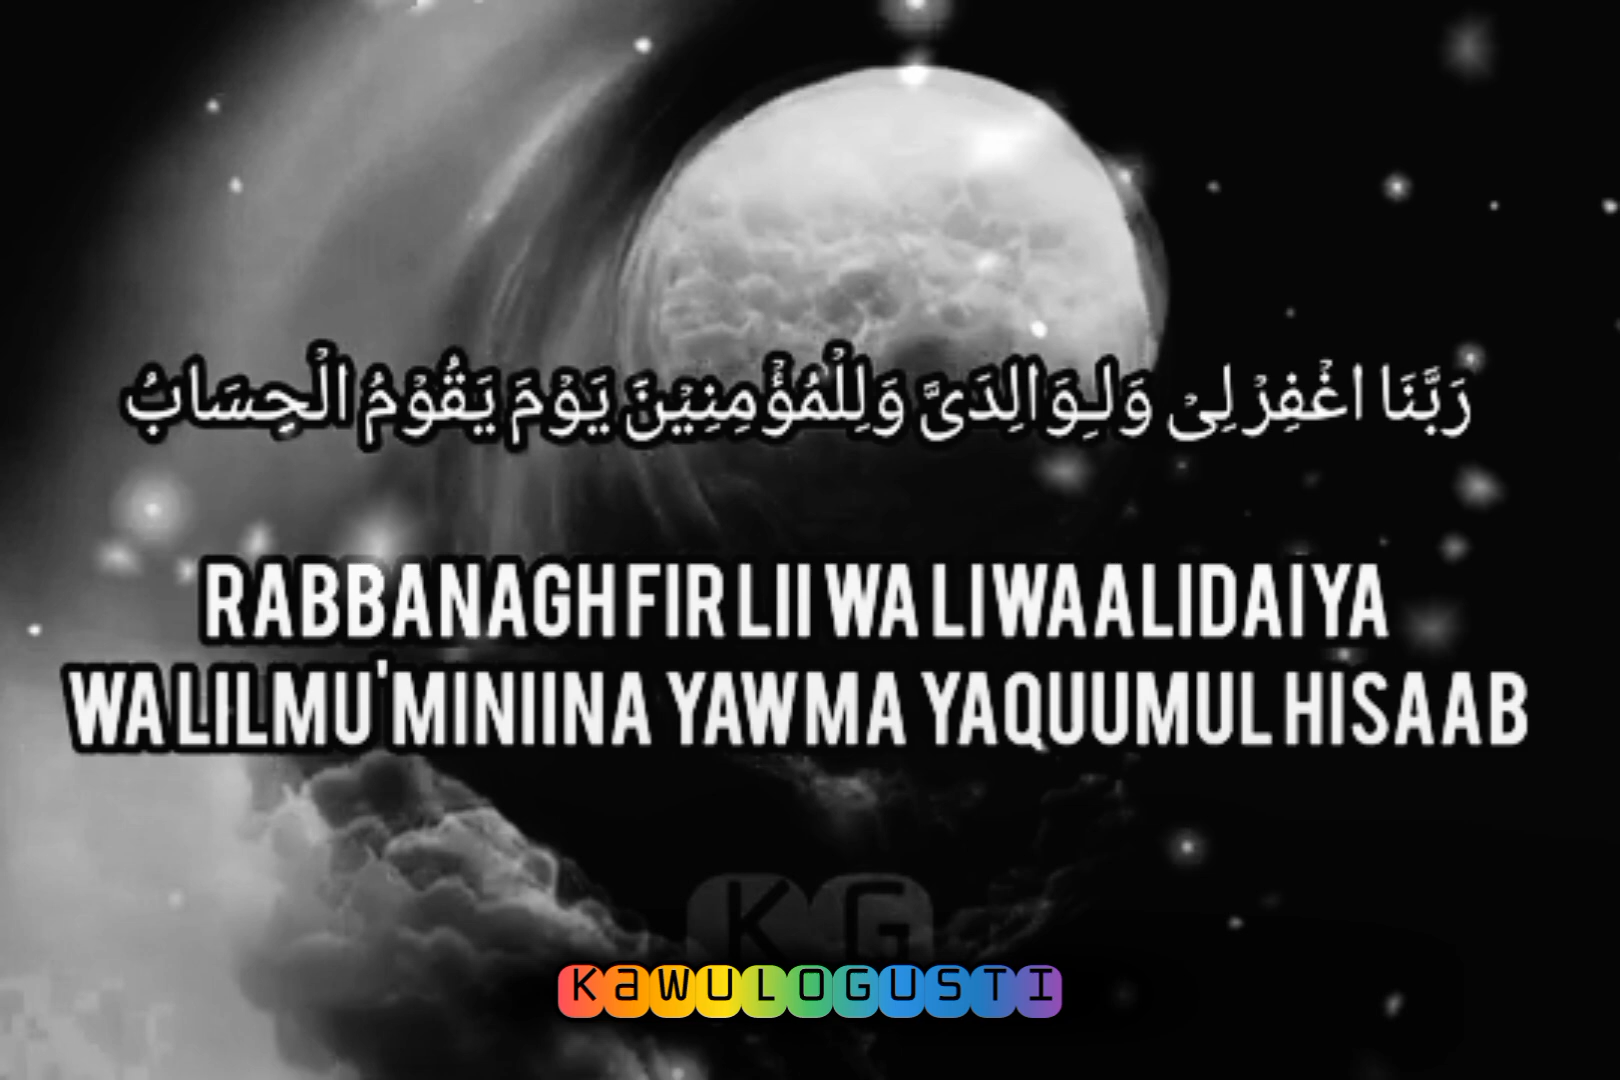 رَبَّنَا اغْفِرْ لِىْ وَلِوَالِدَىَّ وَلِلْمُؤْمِنِيْنَ يَوْمَ يَقُوْمُ الْحِسَابُ
RABBANAGHFIR LII WA LIWAALIDAIYA
WA LILMU'MINIINA YAWMA YAQUUMUL HISAAB
KG
KaWULOGUSTI